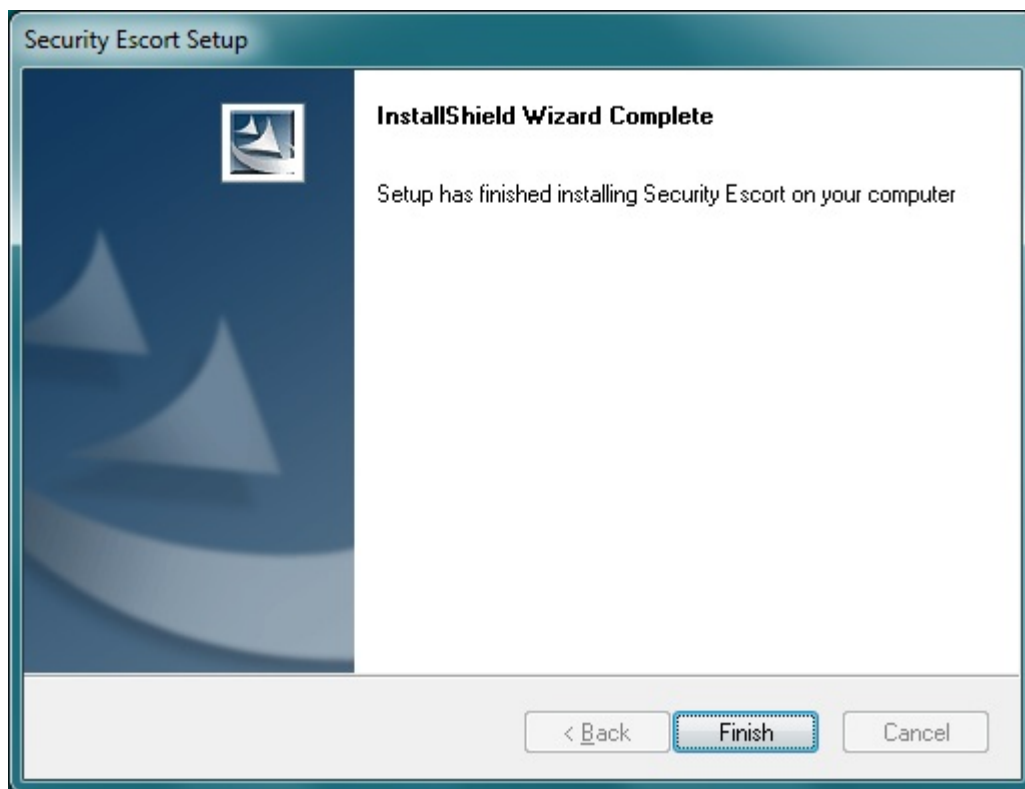 Security Escort Setup
InstallShield Wizard Complete
Setup has finished installing Security Escort on your computer
< Back
Finish
Cancel